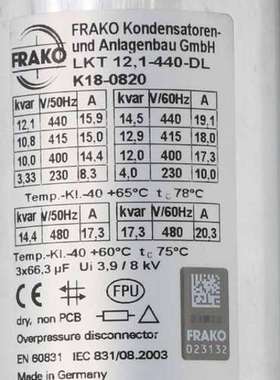 FRAKO
FRAKO Kondensatoren-
und Anlagenbau GmbH
LKT 12,1-440-DL
K18-0820
kvar V/50Hz A kvar V/60Hz A
12,1 440 15,9 14,5 440 19,1
10,8 415 15,0 12,9 415 18,0
10,0 400 14,4 12,0 400 17,3
3,33 230 8,3 4,0 230 10,0
Temp.-Kl.-40 +65°C tc 78°C
kvar V/50Hz A kvar V/60Hz A
14,4 480 17,3 17,3 480 20,3
Temp.-Kl.-40 +60°C tc 75°C
3x66,3 µF Ui 3,9 / 8 kV
CE FPU
dry, non PCB
Overpressure disconnector
EN 60831 IEC 831/08.2003
Made in Germany
FRAKO
023132